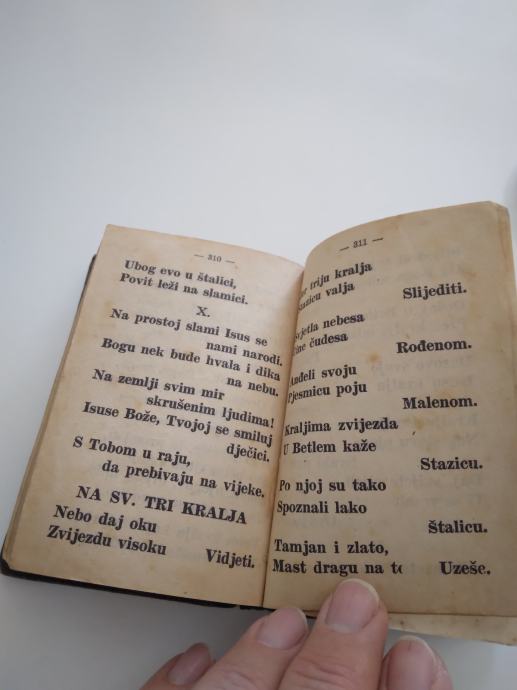 — 310 —
Ubog evo u štalici,
Povit leži na slamici.
X.
Na prostoj slami Isus se
nami narodi,
Bogu nek bude hvala i dika
na nebu.
Na zemlji svim mir
skrušenim ljudima!
Isuse Bože, Tvojoj se smiluj
dječici.
S Tobom u raju,
da prebivaju na vijeke.
NA SV. TRI KRALJA
Nebo daj oku
Zvijezdu visoku Vidjeti.
— 311 —
triju kralja
Stazicu valja
Slijediti.
Svjetla nebesa
čudesa
Rođenom.
Anđeli svoju
Pjesmicu poju
Malenom.
Kraljima zvijezda
U Betlem kaže
Stazicu.
Po njoj su tako
Spoznali lako
Štalicu.
Tamjan i zlato,
Mast dragu na Uzeše.